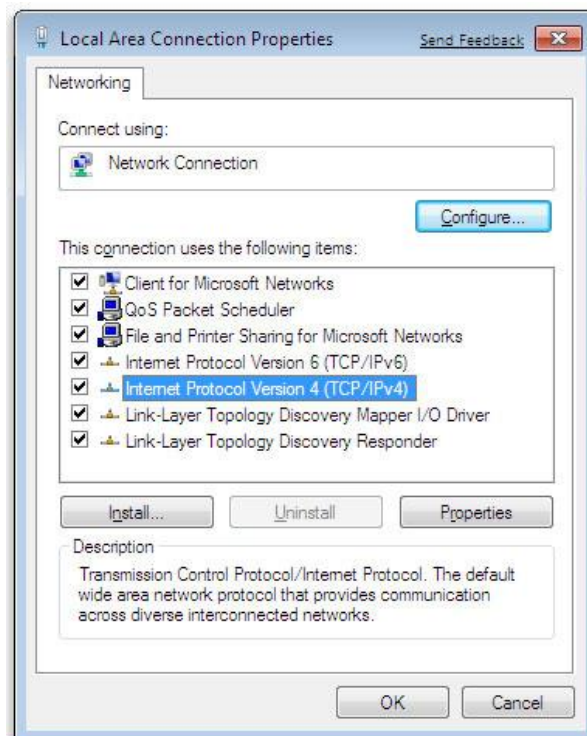 Local Area Connection Properties
Send Feedback
Networking
Connect using:
Network Connection
Configure...
This connection uses the following items:
Client for Microsoft Networks
QoS Packet Scheduler
File and Printer Sharing for Microsoft Networks
Internet Protocol Version 6 (TCP/IPv6)
Internet Protocol Version 4 (TCP/IPv4)
Link-Layer Topology Discovery Mapper I/O Driver
Link-Layer Topology Discovery Responder
Install...
Uninstall
Properties
Description
Transmission Control Protocol/Internet Protocol. The default
wide area network protocol that provides communication
across diverse interconnected networks.
OK
Cancel